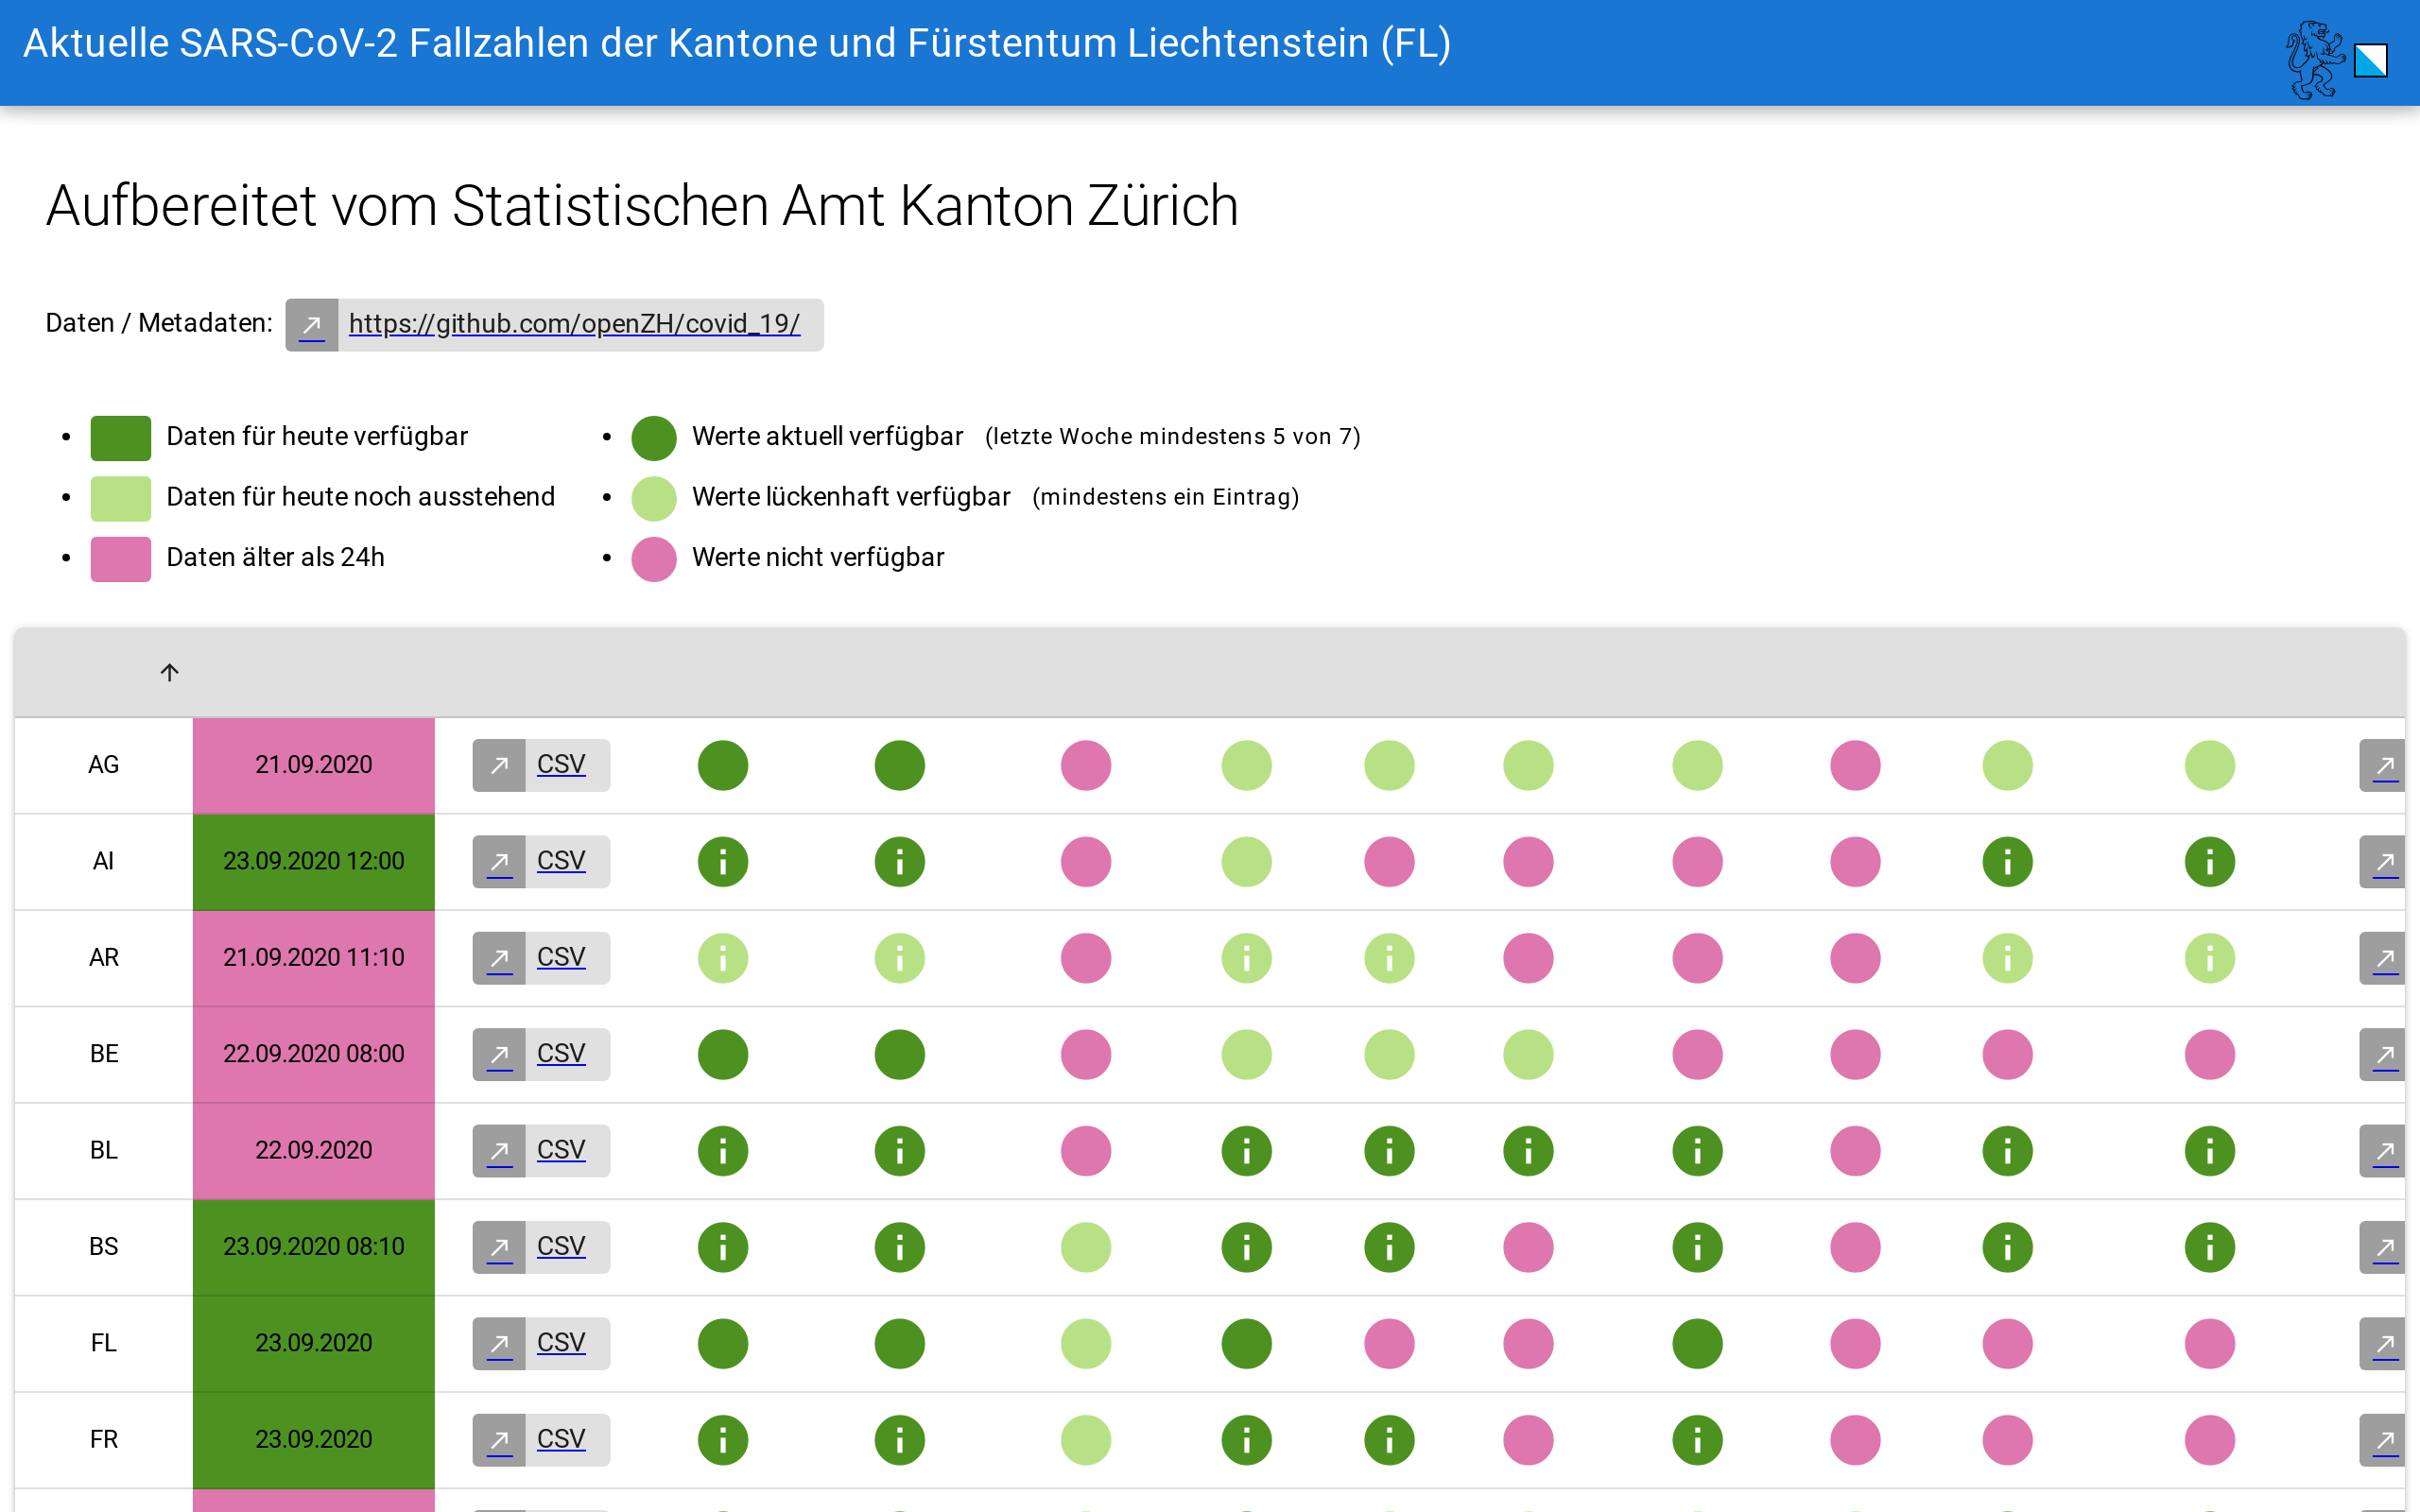 Aktuelle SARS-CoV-2 Fallzahlen der Kantone und Fürstentum Liechtenstein (FL)
Aufbereitet vom Statistischen Amt Kanton Zürich
Daten / Metadaten: https://github.com/openZH/covid_19/
Daten für heute verfügbar
Daten für heute noch ausstehend
Daten älter als 24h
Werte aktuell verfügbar (letzte Woche mindestens 5 von 7)
Werte lückenhaft verfügbar (mindestens ein Eintrag)
Werte nicht verfügbar
AG 21.09.2020 CSV
AI 23.09.2020 12:00 CSV i i i i
AR 21.09.2020 11:10 CSV i i i i i i
BE 22.09.2020 08:00 CSV
BL 22.09.2020 CSV i i i i i i i i
BS 23.09.2020 08:10 CSV i i i i i i i
FL 23.09.2020 CSV
FR 23.09.2020 CSV i i i i i